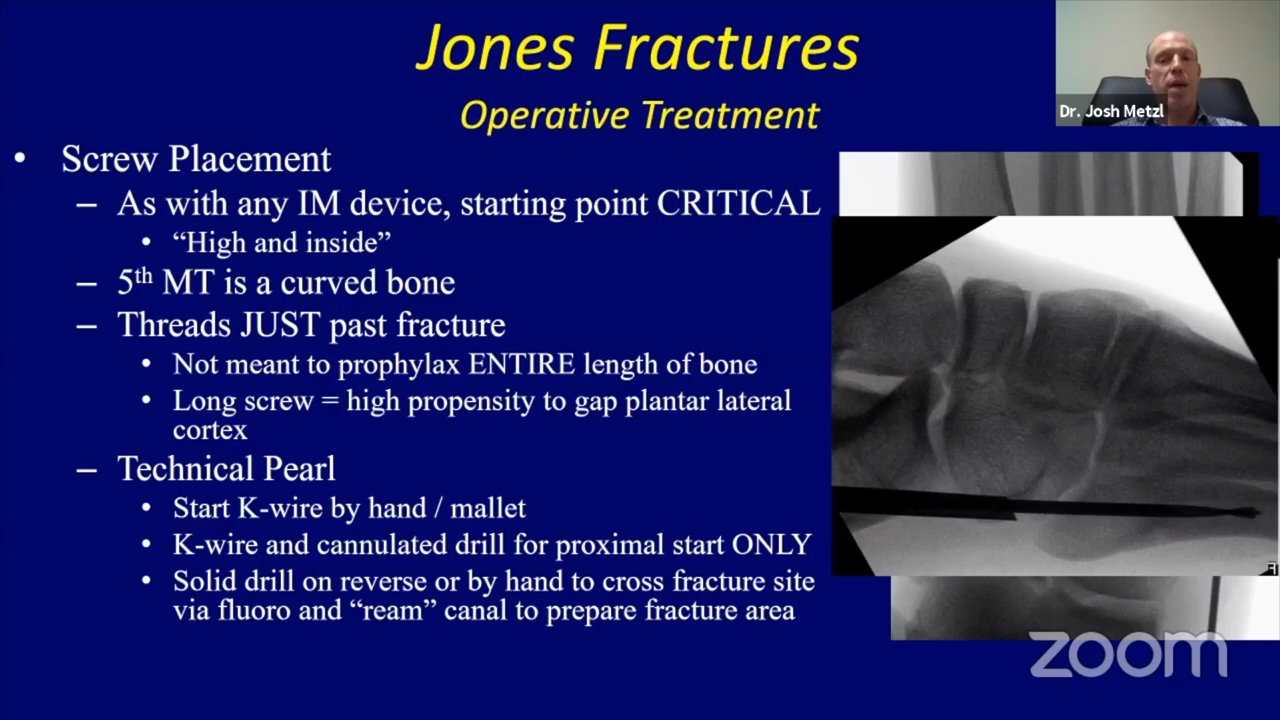 Jones Fractures
Operative Treatment
Dr. Josh Metzl
• Screw Placement
– As with any IM device, starting point CRITICAL
• “High and inside”
– 5th MT is a curved bone
– Threads JUST past fracture
• Not meant to prophylax ENTIRE length of bone
• Long screw = high propensity to gap plantar lateral
cortex
– Technical Pearl
• Start K-wire by hand / mallet
• K-wire and cannulated drill for proximal start ONLY
• Solid drill on reverse or by hand to cross fracture site
via fluoro and “ream” canal to prepare fracture area
zoom